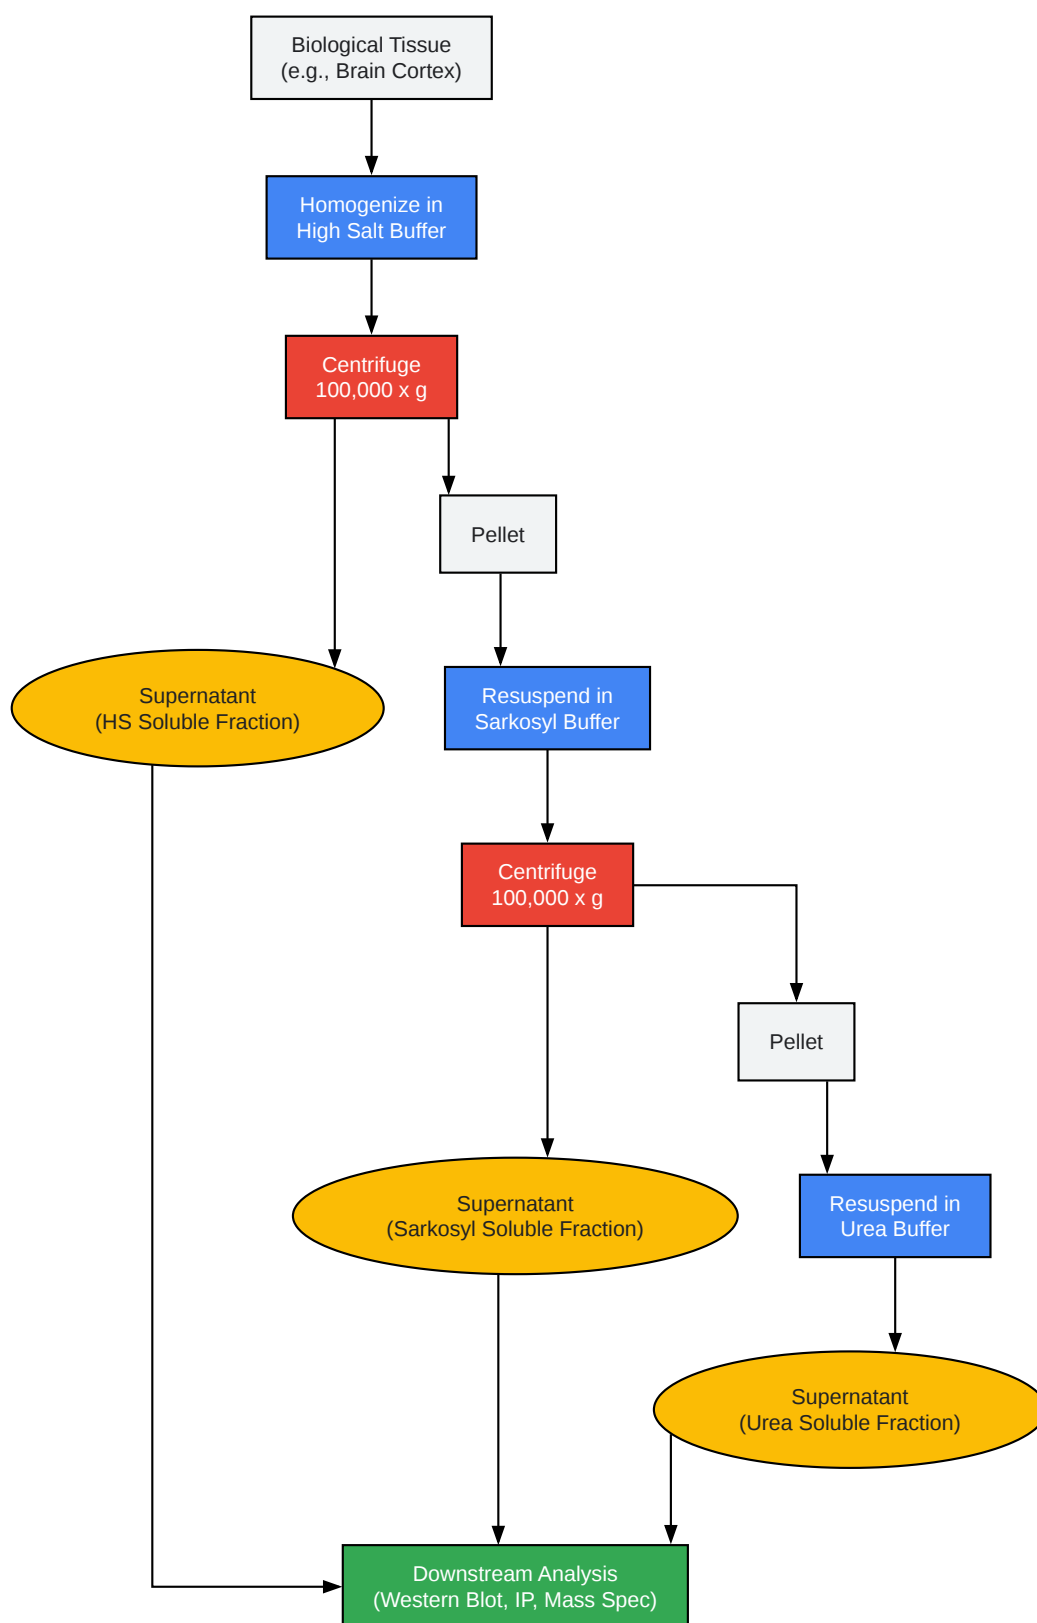 Biological Tissue
(e.g., Brain Cortex)
Homogenize in
High Salt Buffer
Centrifuge
100,000 x g
Pellet
Supernatant
(HS Soluble Fraction)
Resuspend in
Sarkosyl Buffer
Centrifuge
100,000 x g
Pellet
Supernatant
(Sarkosyl Soluble Fraction)
Resuspend in
Urea Buffer
Supernatant
(Urea Soluble Fraction)
Downstream Analysis
(Western Blot, IP, Mass Spec)